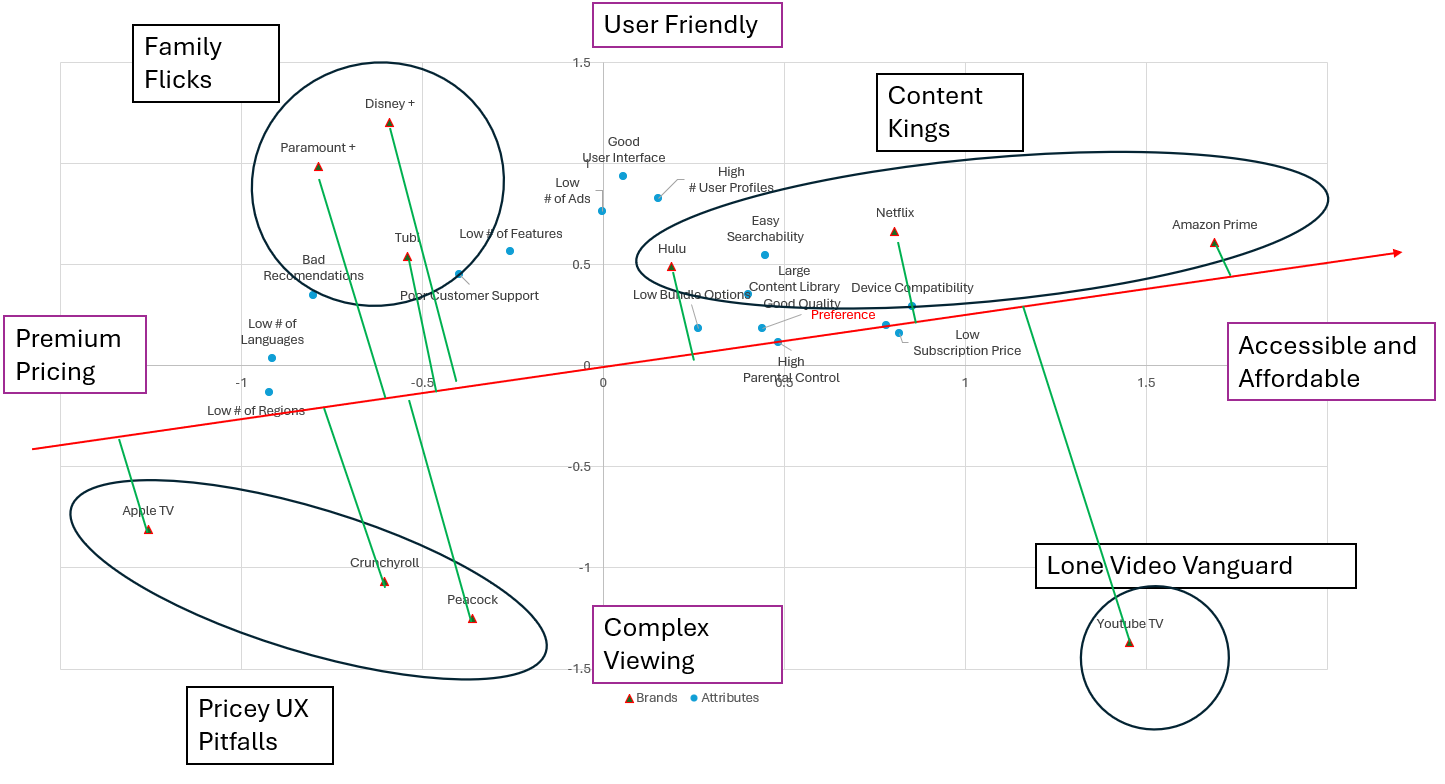 User Friendly
Family
Flicks
1.5
Content
Kings
Disney +
Paramount +
Good
User Interface
1
High
# User Profiles
Low
# of Ads
Netflix
Amazon Prime
Easy
Searchability
Low # of Features
Tubi
Hulu
Bad
Recomendations
0.5
Large
Content Library
Poor Customer Support
Low Bundle Options
Device Compatibility
Good Quality
Preference
Low # of
Languages
Low
Subscription Price
Premium
Pricing
Accessible and
Affordable
0
High
Parental Control
-1
-0.5
0
0.5
1
1.5
Low # of Regions
-0.5
Apple TV
Crunchyroll
-1
Lone Video Vanguard
Peacock
Complex
Viewing
Youtube TV
-1.5
Brands
Attributes
Pricey UX
Pitfalls